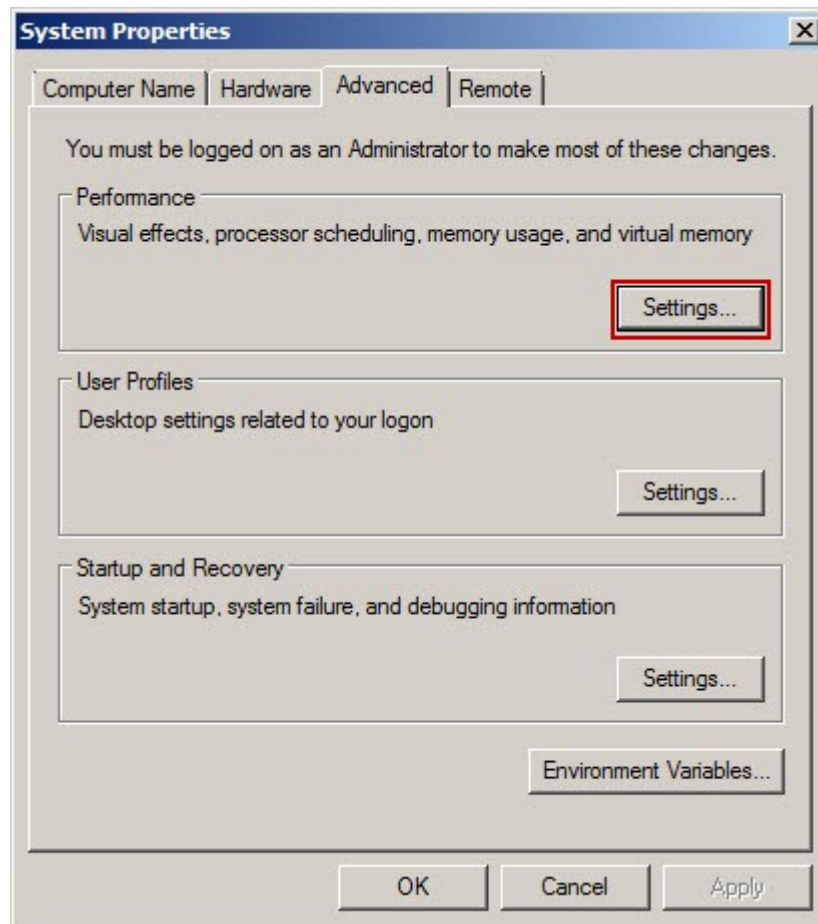 System Properties
Computer Name Hardware Advanced Remote
You must be logged on as an Administrator to make most of these changes.
Performance
Visual effects, processor scheduling, memory usage, and virtual memory
Settings...
User Profiles
Desktop settings related to your logon
Settings...
Startup and Recovery
System startup, system failure, and debugging information
Settings...
Environment Variables...
OK Cancel Apply